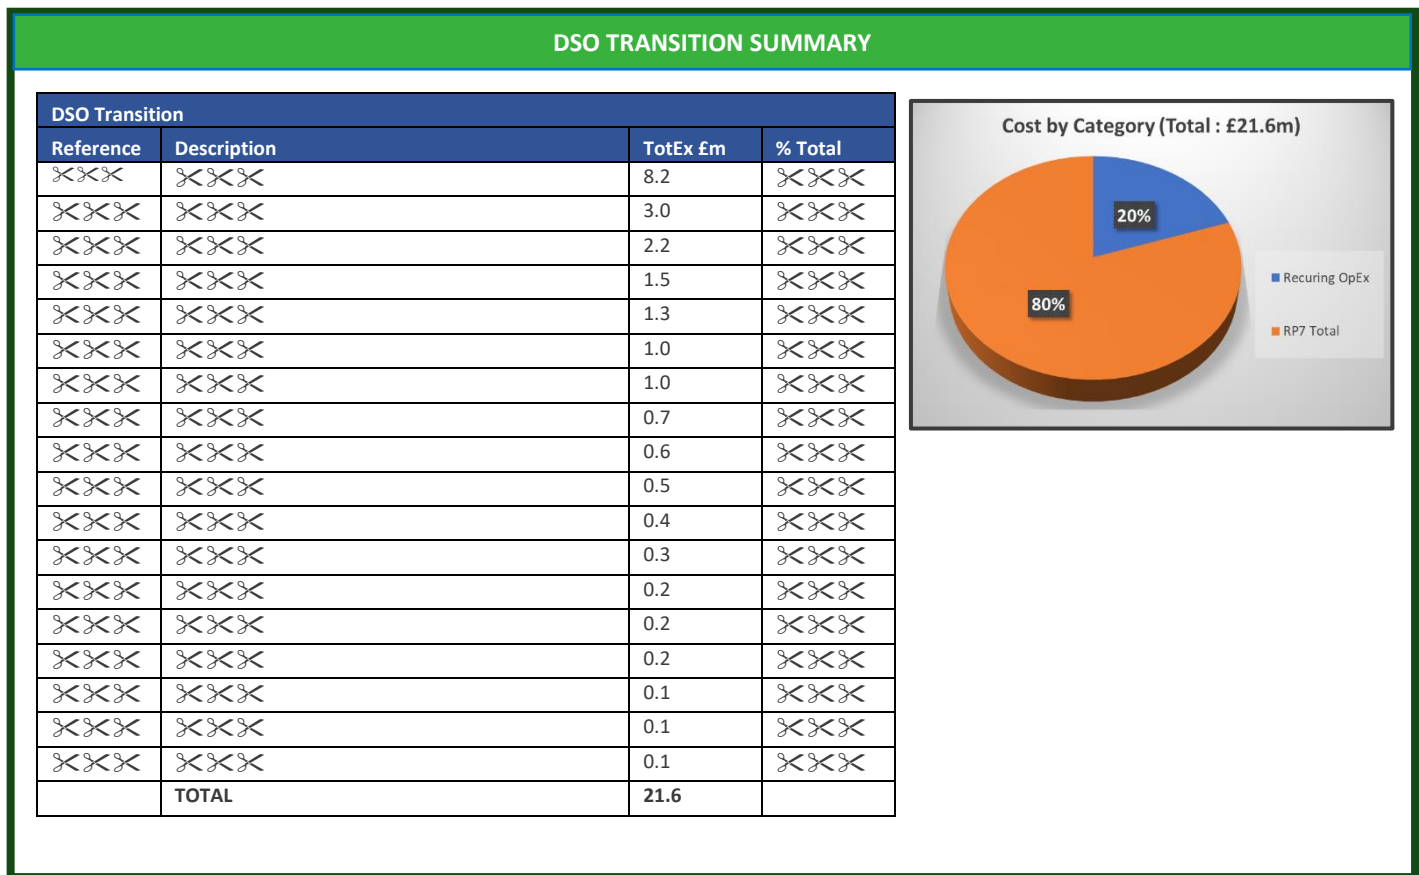 DSO TRANSITION SUMMARY
DSO Transition
Reference Description TotEx £m % Total
✂✂✂ ✂✂✂ 8.2 ✂✂✂
✂✂✂ ✂✂✂ 3.0 ✂✂✂
✂✂✂ ✂✂✂ 2.2 ✂✂✂
✂✂✂ ✂✂✂ 1.5 ✂✂✂
✂✂✂ ✂✂✂ 1.3 ✂✂✂
✂✂✂ ✂✂✂ 1.0 ✂✂✂
✂✂✂ ✂✂✂ 1.0 ✂✂✂
✂✂✂ ✂✂✂ 0.7 ✂✂✂
✂✂✂ ✂✂✂ 0.6 ✂✂✂
✂✂✂ ✂✂✂ 0.5 ✂✂✂
✂✂✂ ✂✂✂ 0.4 ✂✂✂
✂✂✂ ✂✂✂ 0.3 ✂✂✂
✂✂✂ ✂✂✂ 0.2 ✂✂✂
✂✂✂ ✂✂✂ 0.2 ✂✂✂
✂✂✂ ✂✂✂ 0.2 ✂✂✂
✂✂✂ ✂✂✂ 0.1 ✂✂✂
✂✂✂ ✂✂✂ 0.1 ✂✂✂
✂✂✂ ✂✂✂ 0.1 ✂✂✂
TOTAL 21.6
Cost by Category (Total : £21.6m)
20%
80%
Recuring OpEx
RP7 Total